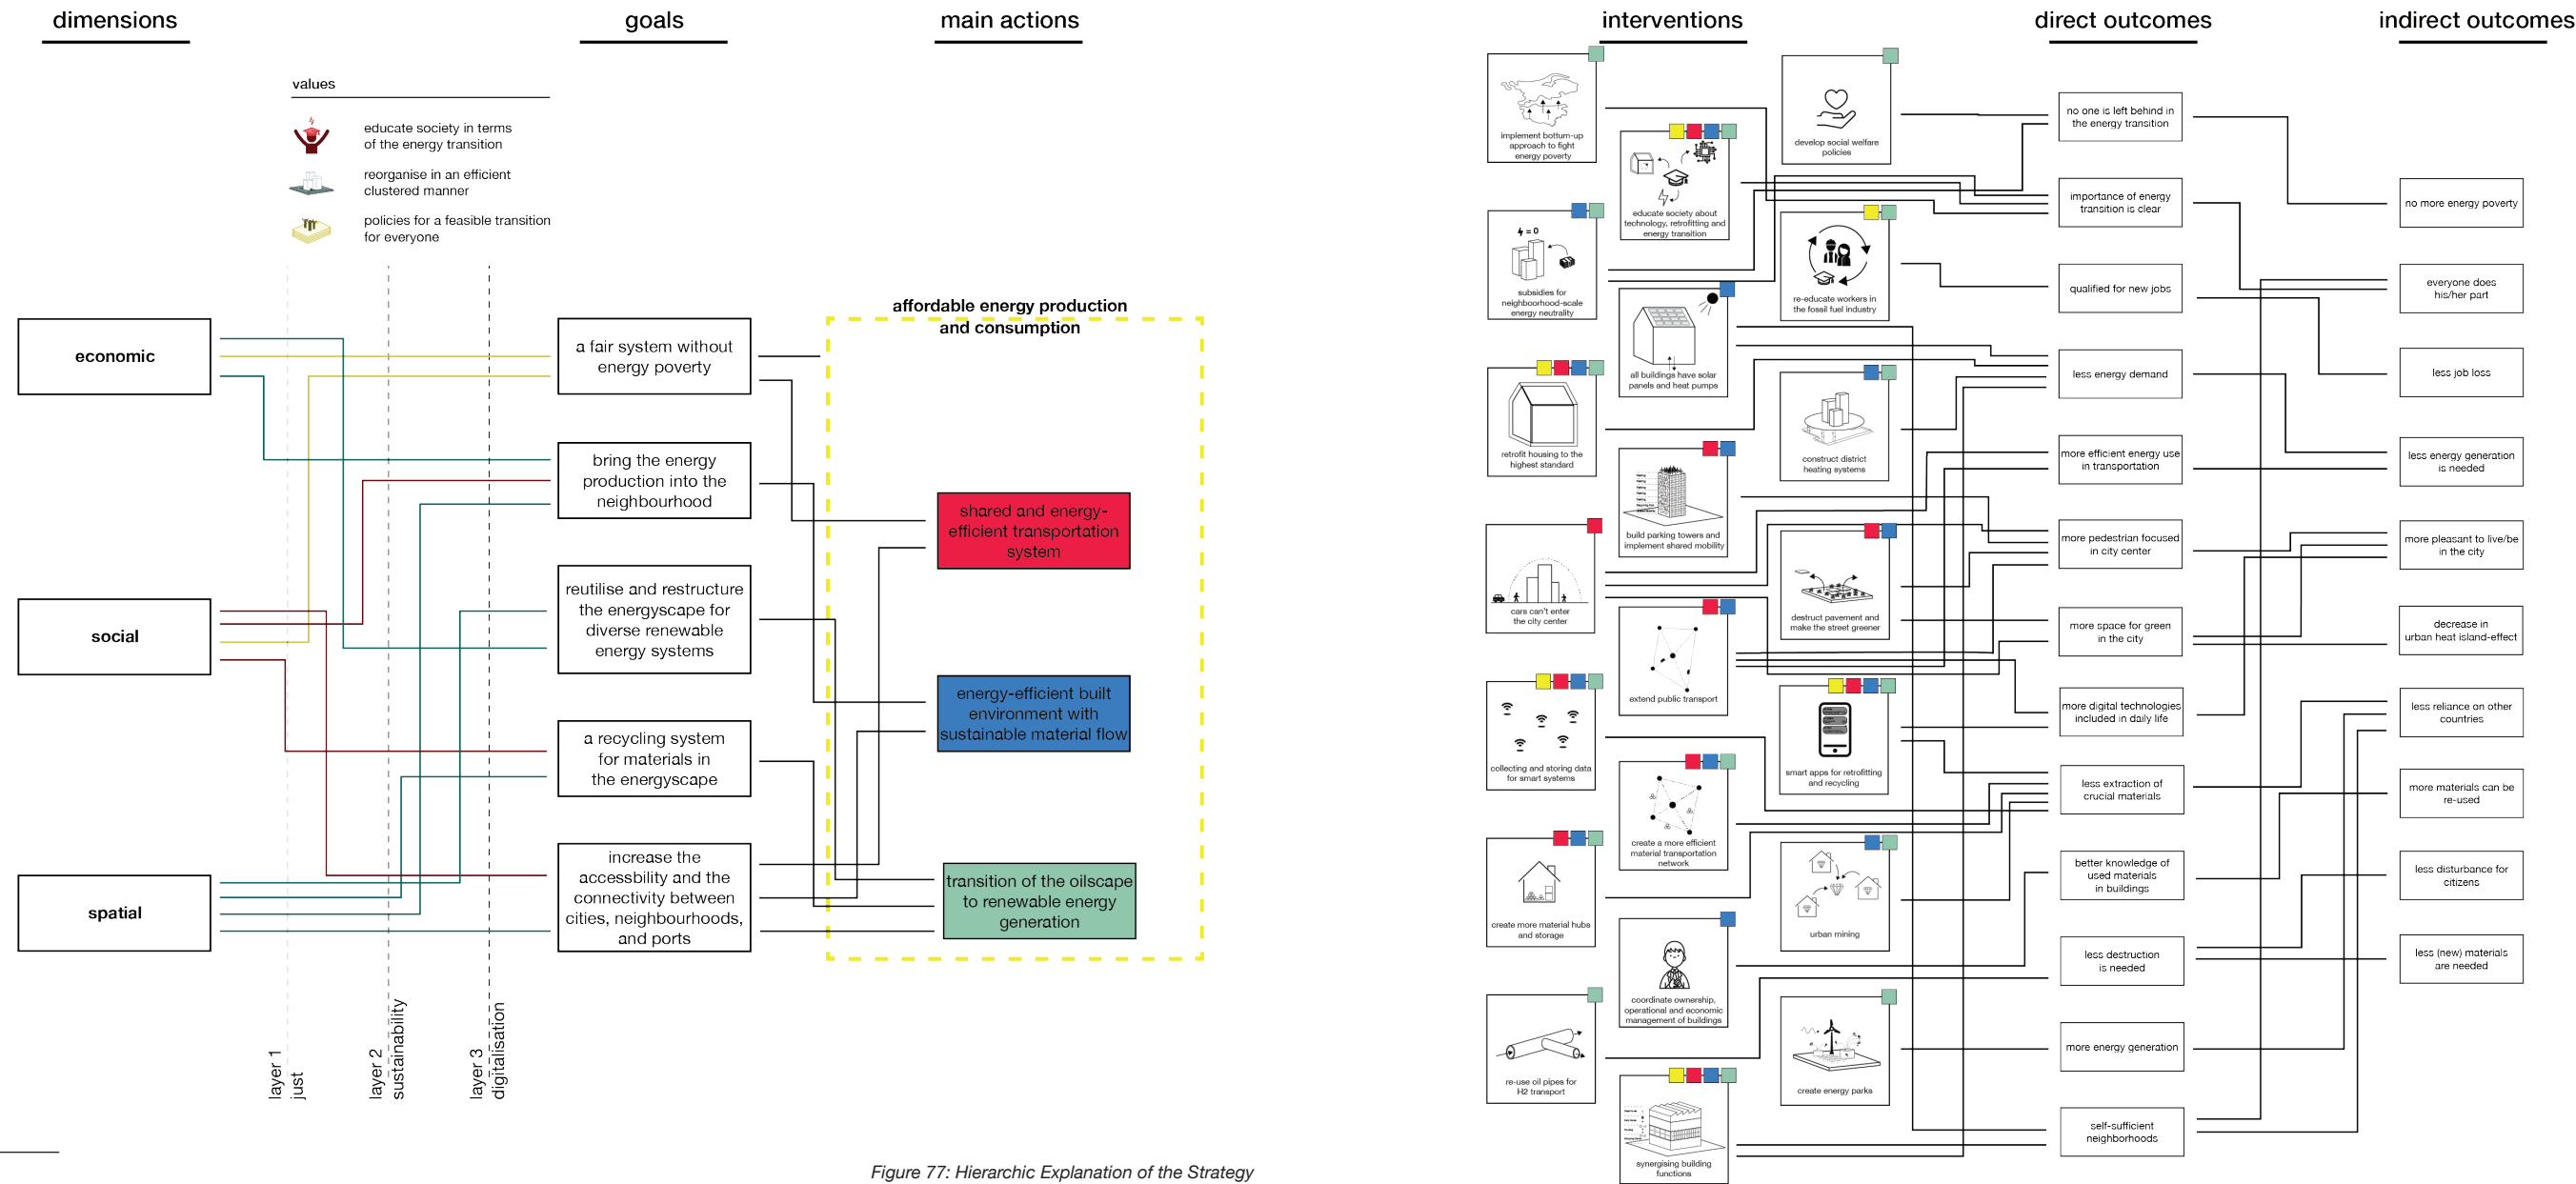 dimensions
goals
main actions
interventions
direct outcomes
indirect outcomes
values
educate society in terms
of the energy transition
reorganise in an efficient
clustered manner
policies for a feasible transition
for everyone
economic
social
spatial
layer 1
just
layer 2
sustainability
layer 3
digitalisation
a fair system without
energy poverty
bring the energy
production into the
neighbourhood
reutilise and restructure
the energyscape for
diverse renewable
energy systems
a recycling system
for materials in
the energyscape
increase the
accessbility and the
connectivity between
cities, neighbourhoods,
and ports
affordable energy production
and consumption
shared and energy-
efficient transportation
system
energy-efficient built
environment with
sustainable material flow
transition of the oilscape
to renewable energy
generation
implement bottum-up
approach to fight
energy poverty
develop social welfare
policies
educate society about
technology, retrofitting and
energy transition
= 0
subsidies for
neighboorhood-scale
energy neutrality
re-educate workers in
the fossil fuel industry
all buildings have solar
panels and heat pumps
retrofit housing to the
highest standard
construct district
heating systems
build parking towers and
implement shared mobility
cars can't enter
the city center
destruct pavement and
make the street greener
extend public transport
collecting and storing data
for smart systems
smart apps for retrofitting
and recycling
create a more efficient
material transportation
network
create more material hubs
and storage
urban mining
coordinate ownership,
operational and economic
management of buildings
re-use oil pipes for
H2 transport
create energy parks
synergising building
functions
no one is left behind in
the energy transition
importance of energy
transition is clear
qualified for new jobs
less energy demand
more efficient energy use
in transportation
more pedestrian focused
in city center
more space for green
in the city
more digital technologies
included in daily life
less extraction of
crucial materials
better knowledge of
used materials
in buildings
less destruction
is needed
more energy generation
self-sufficient
neighborhoods
no more energy poverty
everyone does
his/her part
less job loss
less energy generation
is needed
more pleasant to live/be
in the city
decrease in
urban heat island-effect
less reliance on other
countries
more materials can be
re-used
less disturbance for
citizens
less (new) materials
are needed
Figure 77: Hierarchic Explanation of the Strategy